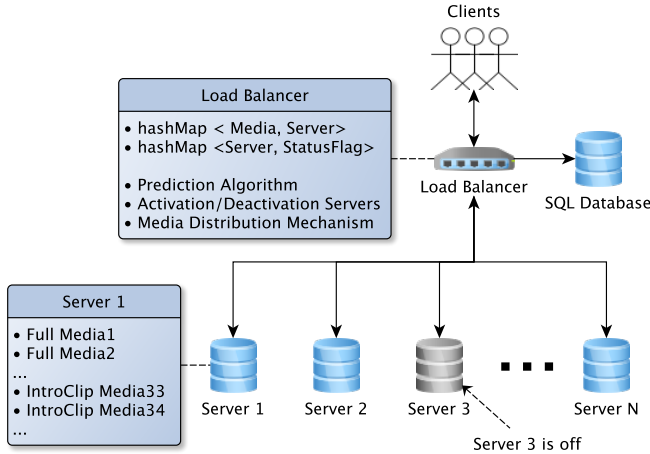 Clients
Load Balancer
• hashMap < Media, Server>
• hashMap <Server, StatusFlag>
• Prediction Algorithm
• Activation/Deactivation Servers
• Media Distribution Mechanism
Load Balancer
SQL Database
Server 1
• Full Media1
• Full Media2
...
• IntroClip Media33
• IntroClip Media34
...
Server 1
Server 2
Server 3
Server N
Server 3 is off